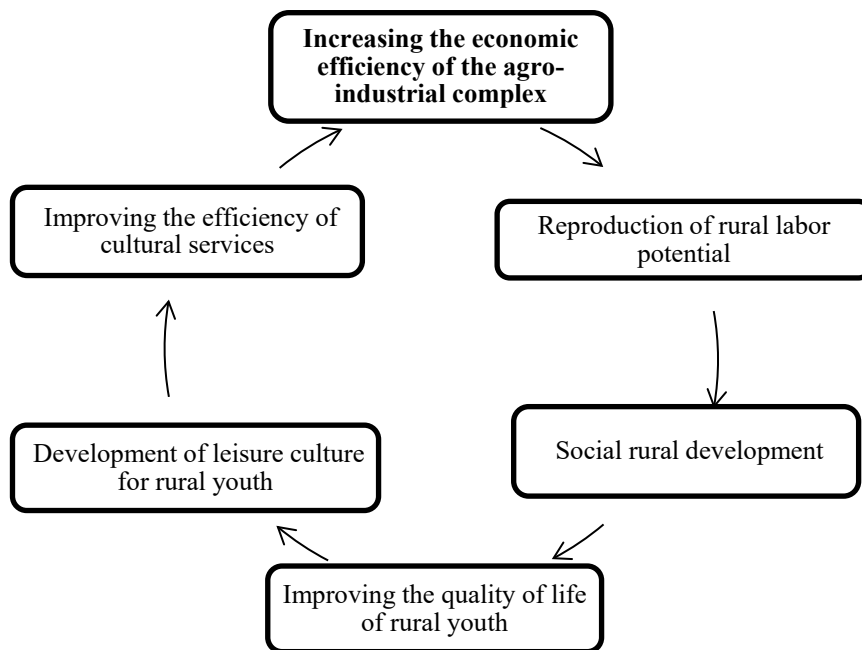 Increasing the economic
efficiency of the agro-
industrial complex
Reproduction of rural labor
potential
Social rural development
Improving the quality of life
of rural youth
Development of leisure culture
for rural youth
Improving the efficiency of
cultural services